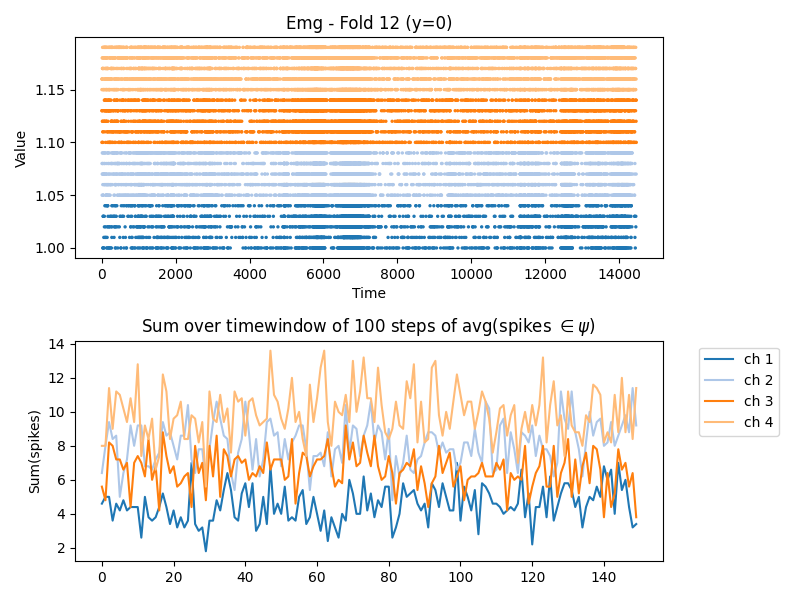 Emg - Fold 12 (y=0)
Value
1.15
1.10
1.05
1.00
0 2000 4000 6000 8000 10000 12000 14000
Time
Sum over timewindow of 100 steps of avg(spikes ∈ψ)
Sum(spikes)
14
12
10
8
6
4
2
0 20 40 60 80 100 120 140
ch 1
ch 2
ch 3
ch 4